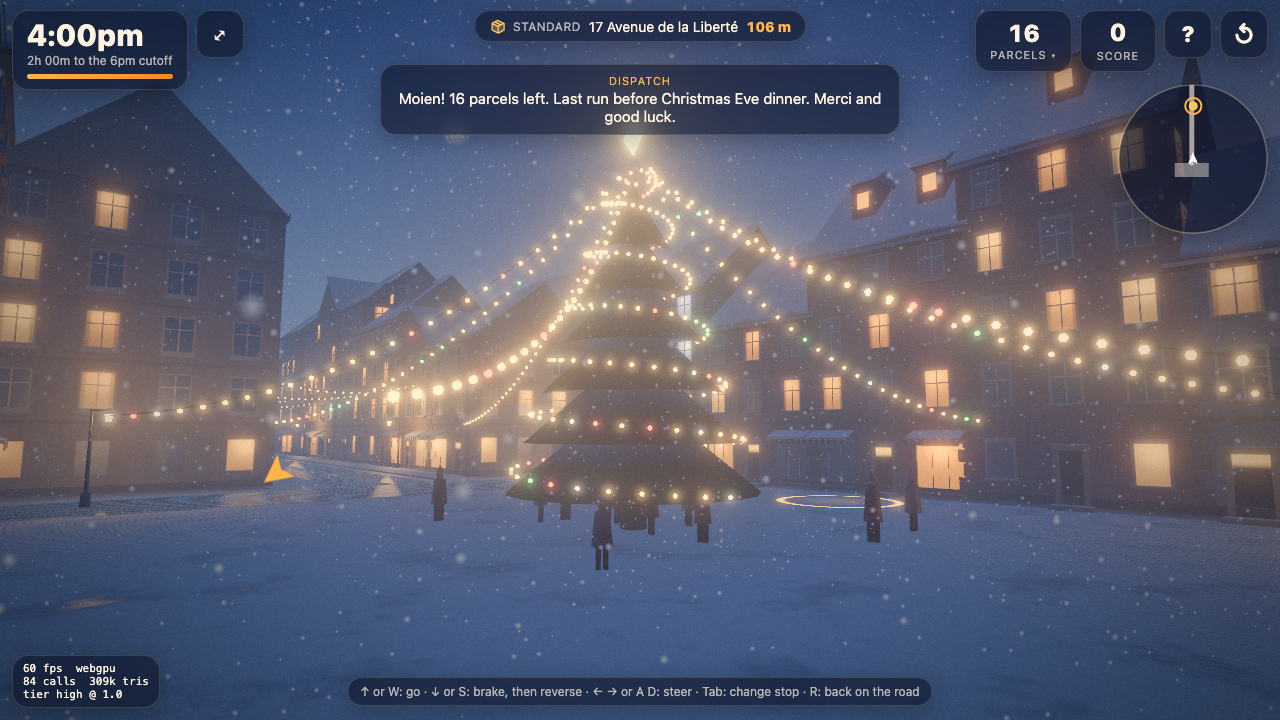 4:00pm
2h 00m to the 6pm cutoff
⤢
STANDARD 17 Avenue de la Liberté 106 m
16
PARCELS ▾
0
SCORE
?
DISPATCH
Moien! 16 parcels left. Last run before Christmas Eve dinner. Merci and
good luck.
60 fps webgpu
84 calls 309k tris
tier high @ 1.0
↑ or W: go · ↓ or S: brake, then reverse · ← → or A D: steer · Tab: change stop · R: back on the road